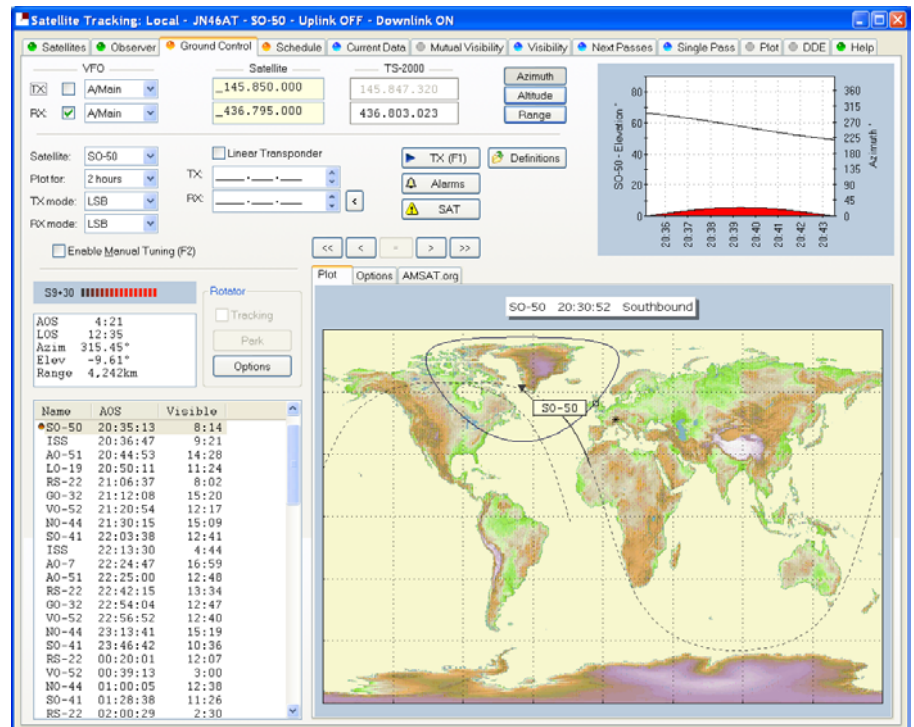 Satellite Tracking: Local - JN46AT - SO-50 - Uplink OFF - Downlink ON
Satellites Observer Ground Control Schedule Current Data Mutual Visibility Visibility Next Passes Single Pass Plot DDE Help
VFO Satellite TS-2000
TX: A/Main _145.850.000 145.847.320
RX: A/Main _436.795.000 436.803.023
Azimuth
Altitude
Range
Satellite: SO-50
Plot for: 2 hours
TX mode: LSB
RX mode: LSB
Linear Transponder
TX: ___.___.___
RX: ___.___.___ <
TX (F1)
Alarms
SAT
Definitions
Enable Manual Tuning (F2)
<< < = > >>
SO-50 - Elevation °
80
60
40
20
0
360
315
270
225
180
135
90
45
0
Azimuth °
20:36 20:37 20:38 20:39 20:40 20:41 20:42 20:43
S9+30
AOS 4:21
LOS 12:35
Azim 315.45°
Elev -9.61°
Range 4,242km
Rotator
Tracking
Park
Options
Plot Options AMSAT.org
SO-50 20:30:52 Southbound
SO-50
Name AOS Visible
SO-50 20:35:13 8:14
ISS 20:36:47 9:21
AO-51 20:44:53 14:28
LO-19 20:50:11 11:24
RS-22 21:06:37 8:02
GO-32 21:12:08 15:20
VO-52 21:20:54 12:17
NO-44 21:30:15 15:09
SO-41 22:03:38 12:41
ISS 22:13:30 4:44
AO-7 22:24:47 16:59
AO-51 22:25:00 12:48
RS-22 22:42:15 13:34
GO-32 22:54:04 12:47
VO-52 22:56:52 12:40
NO-44 23:13:41 15:19
SO-41 23:46:42 10:36
RS-22 00:20:01 12:07
VO-52 00:39:13 3:00
NO-44 01:00:05 12:38
SO-41 01:28:38 11:26
RS-22 02:00:29 2:30